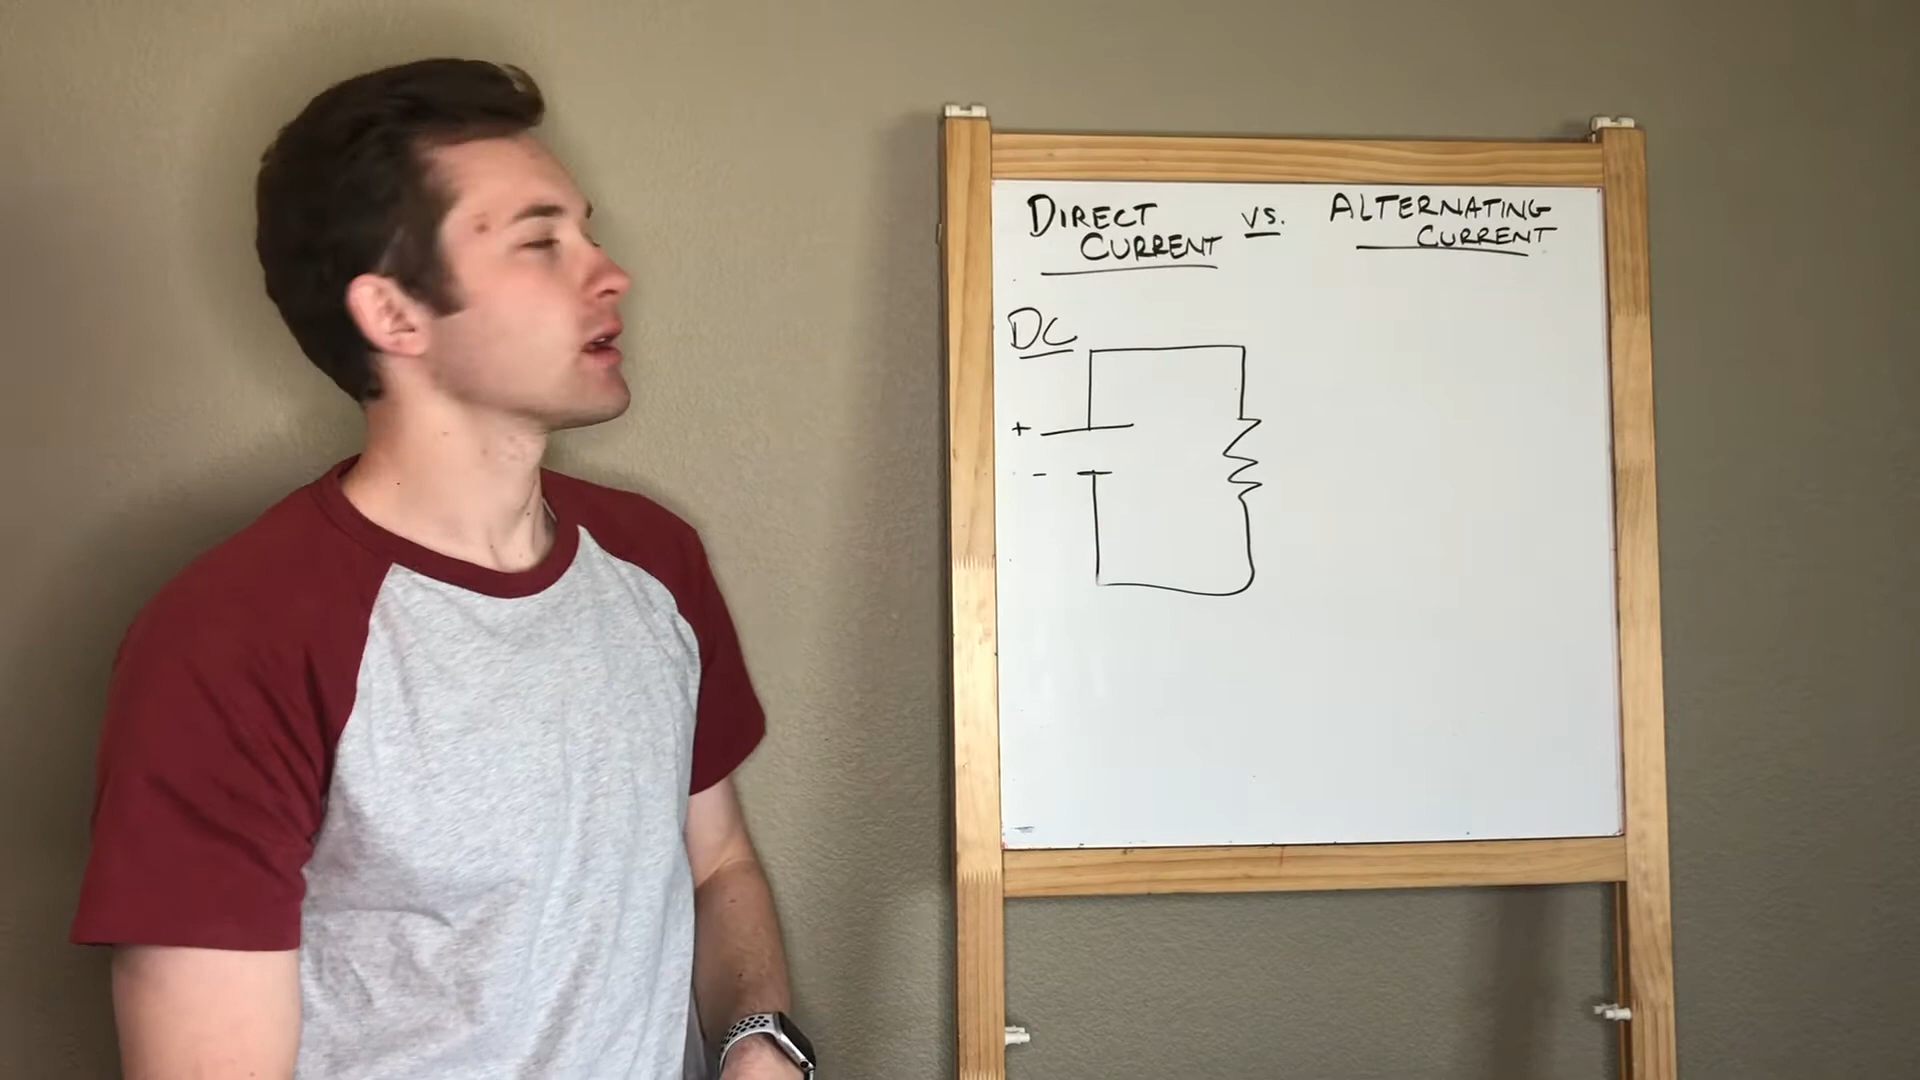 DIRECT
CURRENT
vs.
ALTERNATING
CURRENT
DC
+
-